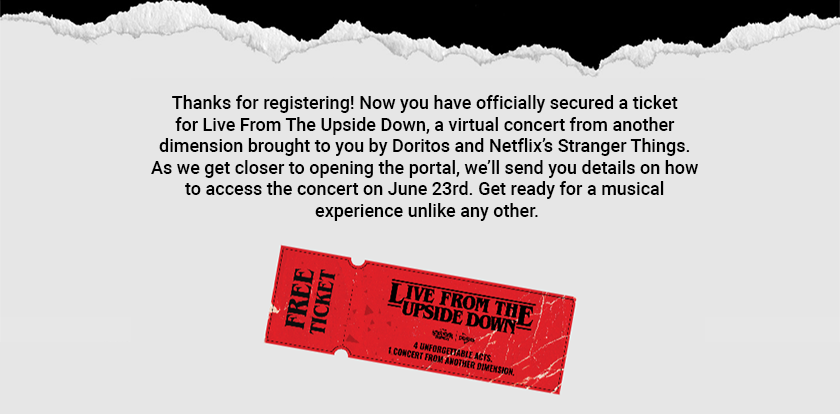 Thanks for registering! Now you have officially secured a ticket
for Live From The Upside Down, a virtual concert from another
dimension brought to you by Doritos and Netflix’s Stranger Things.
As we get closer to opening the portal, we’ll send you details on how
to access the concert on June 23rd. Get ready for a musical
experience unlike any other.
FREE
TICKET
LIVE FROM THE
UPSIDE DOWN
4 UNFORGETTABLE ACTS.
1 CONCERT FROM ANOTHER DIMENSION.